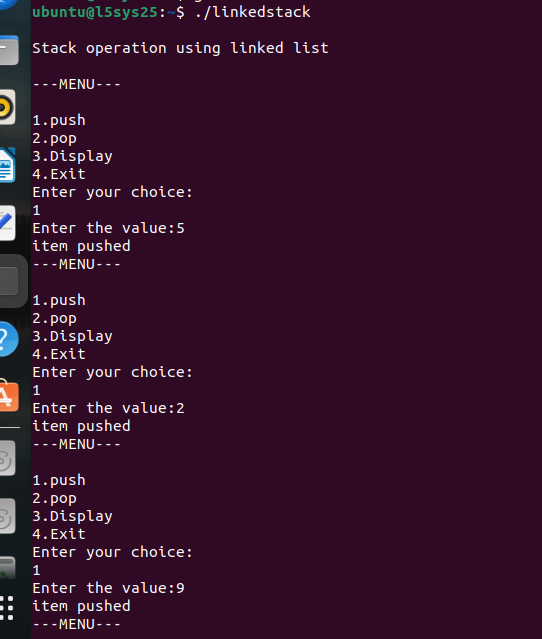 ubuntu@l5sys25:~$ ./linkedstack
Stack operation using linked list
---MENU---
1.push
2.pop
3.Display
4.Exit
Enter your choice:
1
Enter the value:5
item pushed
---MENU---
1.push
2.pop
3.Display
4.Exit
Enter your choice:
1
Enter the value:2
item pushed
---MENU---
1.push
2.pop
3.Display
4.Exit
Enter your choice:
1
Enter the value:9
item pushed
---MENU---